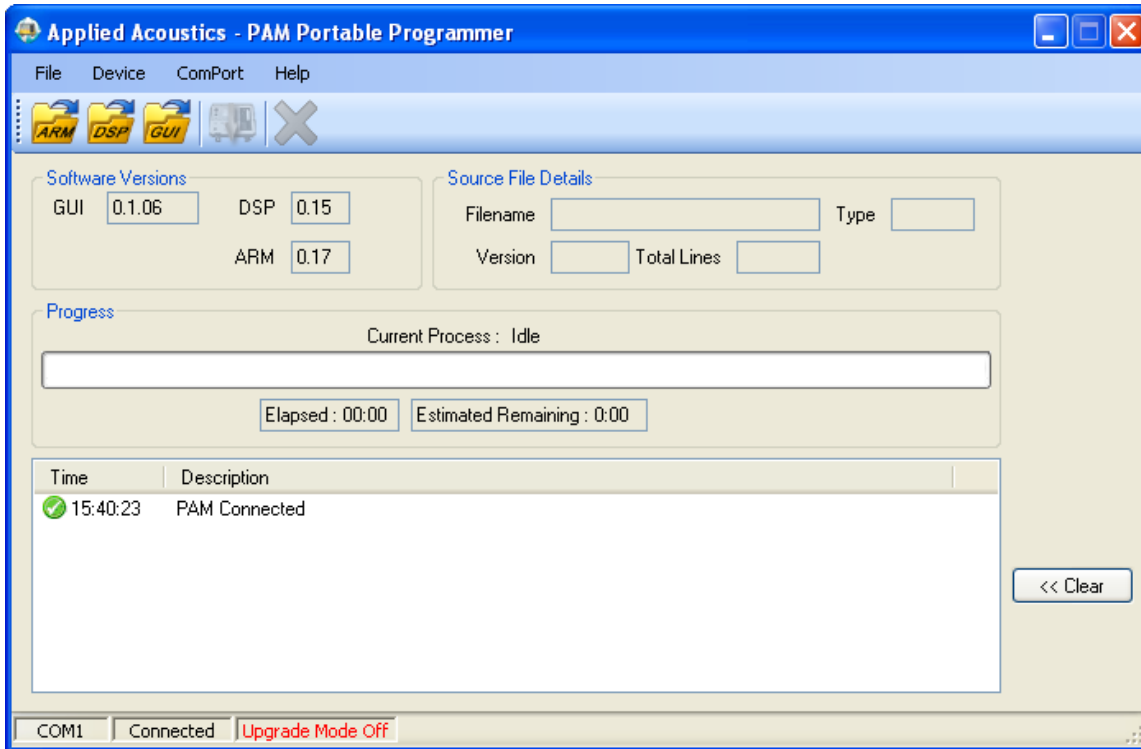 Applied Acoustics - PAM Portable Programmer
File Device ComPort Help
ARM DSP GUI
Software Versions
GUI 0.1.06 DSP 0.15
ARM 0.17
Source File Details
Filename Type
Version Total Lines
Progress
Current Process : Idle
Elapsed : 00:00 Estimated Remaining : 0:00
Time Description
15:40:23 PAM Connected
<< Clear
COM1 Connected Upgrade Mode Off